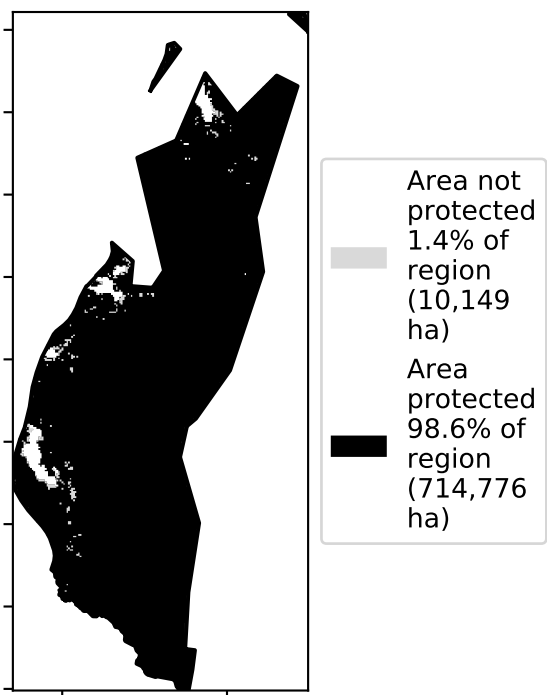 Area not
protected
1.4% of
region
(10,149
ha)
Area
protected
98.6% of
region
(714,776
ha)